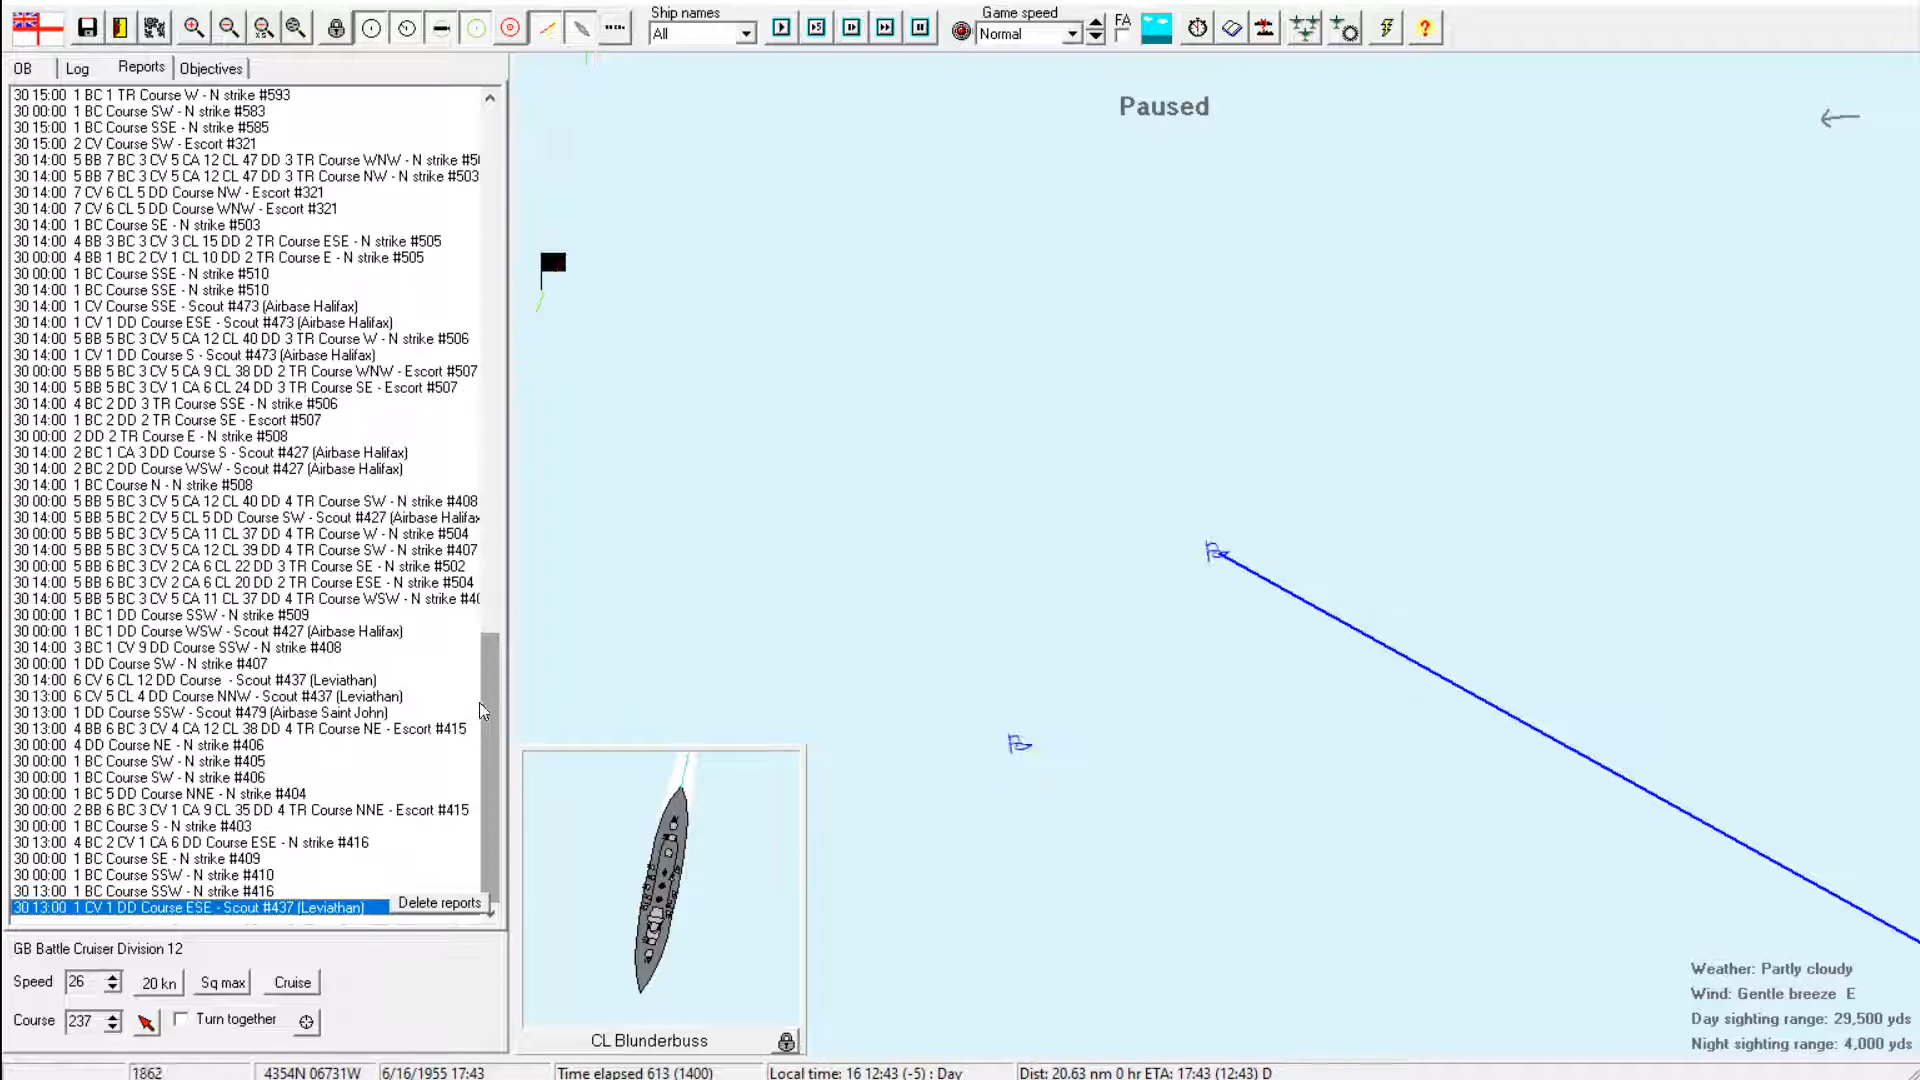 Ship names
All
Game speed
Normal
FA
OB
Log
Reports
Objectives
30 15:00 1 BC 1 TR Course W - N strike #593
30 00:00 1 BC Course SW - N strike #583
30 15:00 1 BC Course SSE - N strike #585
30 15:00 2 CV Course SW - Escort #321
30 14:00 5 BB 7 BC 3 CV 5 CA 12 CL 47 DD 3 TR Course WNW - N strike
30 14:00 5 BB 7 BC 3 CV 5 CA 12 CL 47 DD 3 TR Course NW - N strike #503
30 14:00 7 CV 6 CL 5 DD Course NW - Escort #321
30 14:00 7 CV 6 CL 5 DD Course WNW - Escort #321
30 14:00 1 BC Course SE - N strike #503
30 14:00 4 BB 3 BC 3 CV 3 CL 15 DD 2 TR Course ESE - N strike #505
30 00:00 4 BB 1 BC 2 CV 1 CL 10 DD 2 TR Course E - N strike #505
30 00:00 1 BC Course SSE - N strike #510
30 14:00 1 BC Course SSE - N strike #510
30 14:00 1 CV Course SSE - Scout #473 (Airbase Halifax)
30 14:00 1 CV 1 DD Course ESE - Scout #473 (Airbase Halifax)
30 14:00 5 BB 5 BC 3 CV 5 CA 12 CL 40 DD 3 TR Course W - N strike #506
30 14:00 1 CV 1 DD Course S - Scout #473 (Airbase Halifax)
30 00:00 5 BB 5 BC 3 CV 5 CA 9 CL 38 DD 2 TR Course WNW - Escort #507
30 14:00 5 BB 5 BC 3 CV 1 CA 6 CL 24 DD 3 TR Course SE - Escort #507
30 14:00 4 BC 2 DD 3 TR Course SSE - N strike #506
30 14:00 1 BC 2 DD 2 TR Course SE - Escort #507
30 00:00 2 DD 2 TR Course E - N strike #508
30 14:00 2 BC 1 CA 3 DD Course S - Scout #427 (Airbase Halifax)
30 14:00 2 BC 2 DD Course WSW - Scout #427 (Airbase Halifax)
30 14:00 1 BC Course N - N strike #508
30 00:00 5 BB 5 BC 3 CV 5 CA 12 CL 40 DD 4 TR Course SW - N strike #408
30 14:00 5 BB 5 BC 2 CV 5 CL 5 DD Course SW - Scout #427 (Airbase Halifax
30 00:00 5 BB 5 BC 3 CV 5 CA 11 CL 37 DD 4 TR Course W - N strike #504
30 14:00 5 BB 5 BC 3 CV 5 CA 12 CL 39 DD 4 TR Course SW - N strike #407
30 00:00 5 BB 6 BC 3 CV 2 CA 6 CL 22 DD 3 TR Course SE - N strike #502
30 14:00 5 BB 6 BC 3 CV 2 CA 6 CL 20 DD 2 TR Course ESE - N strike #504
30 14:00 5 BB 5 BC 3 CV 5 CA 11 CL 37 DD 4 TR Course WSW - N strike
30 00:00 1 BC 1 DD Course SSW - N strike #509
30 00:00 1 BC 1 DD Course WSW - Scout #427 (Airbase Halifax)
30 14:00 3 BC 1 CV 9 DD Course SSW - N strike #408
30 00:00 1 DD Course SW - N strike #407
30 14:00 6 CV 6 CL 12 DD Course  - Scout #437 (Leviathan)
30 13:00 6 CV 5 CL 4 DD Course NNW - Scout #437 (Leviathan)
30 13:00 1 DD Course SSW - Scout #479 (Airbase Saint John)
30 13:00 4 BB 6 BC 3 CV 4 CA 12 CL 38 DD 4 TR Course NE - Escort #415
30 00:00 4 DD Course NE - N strike #406
30 00:00 1 BC Course SW - N strike #405
30 00:00 1 BC Course SW - N strike #406
30 00:00 1 BC 5 DD Course NNE - N strike #404
30 00:00 2 BB 6 BC 3 CV 1 CA 9 CL 35 DD 4 TR Course NNE - Escort #415
30 00:00 1 BC Course S - N strike #403
30 13:00 4 BC 2 CV 1 CA 6 DD Course ESE - N strike #416
30 00:00 1 BC Course SE - N strike #409
30 00:00 1 BC Course SSW - N strike #410
30 13:00 1 BC Course SSW - N strike #416
30 13:00 1 CV 1 DD Course ESE - Scout #437 (Leviathan)
Delete reports
GB Battle Cruiser Division 12
Speed 26 20 kn Sq max Cruise
Course 237 Turn together
Paused
CL Blunderbuss
Weather: Partly cloudy
Wind: Gentle breeze E
Day sighting range: 29,500 yds
Night sighting range: 4,000 yds
1862
4354N 06731W
6/16/1955 17:43
Time elapsed 613 (1400)
Local time: 16 12:43 (-5) : Day
Dist: 20.63 nm 0 hr ETA: 17:43 (12:43) D